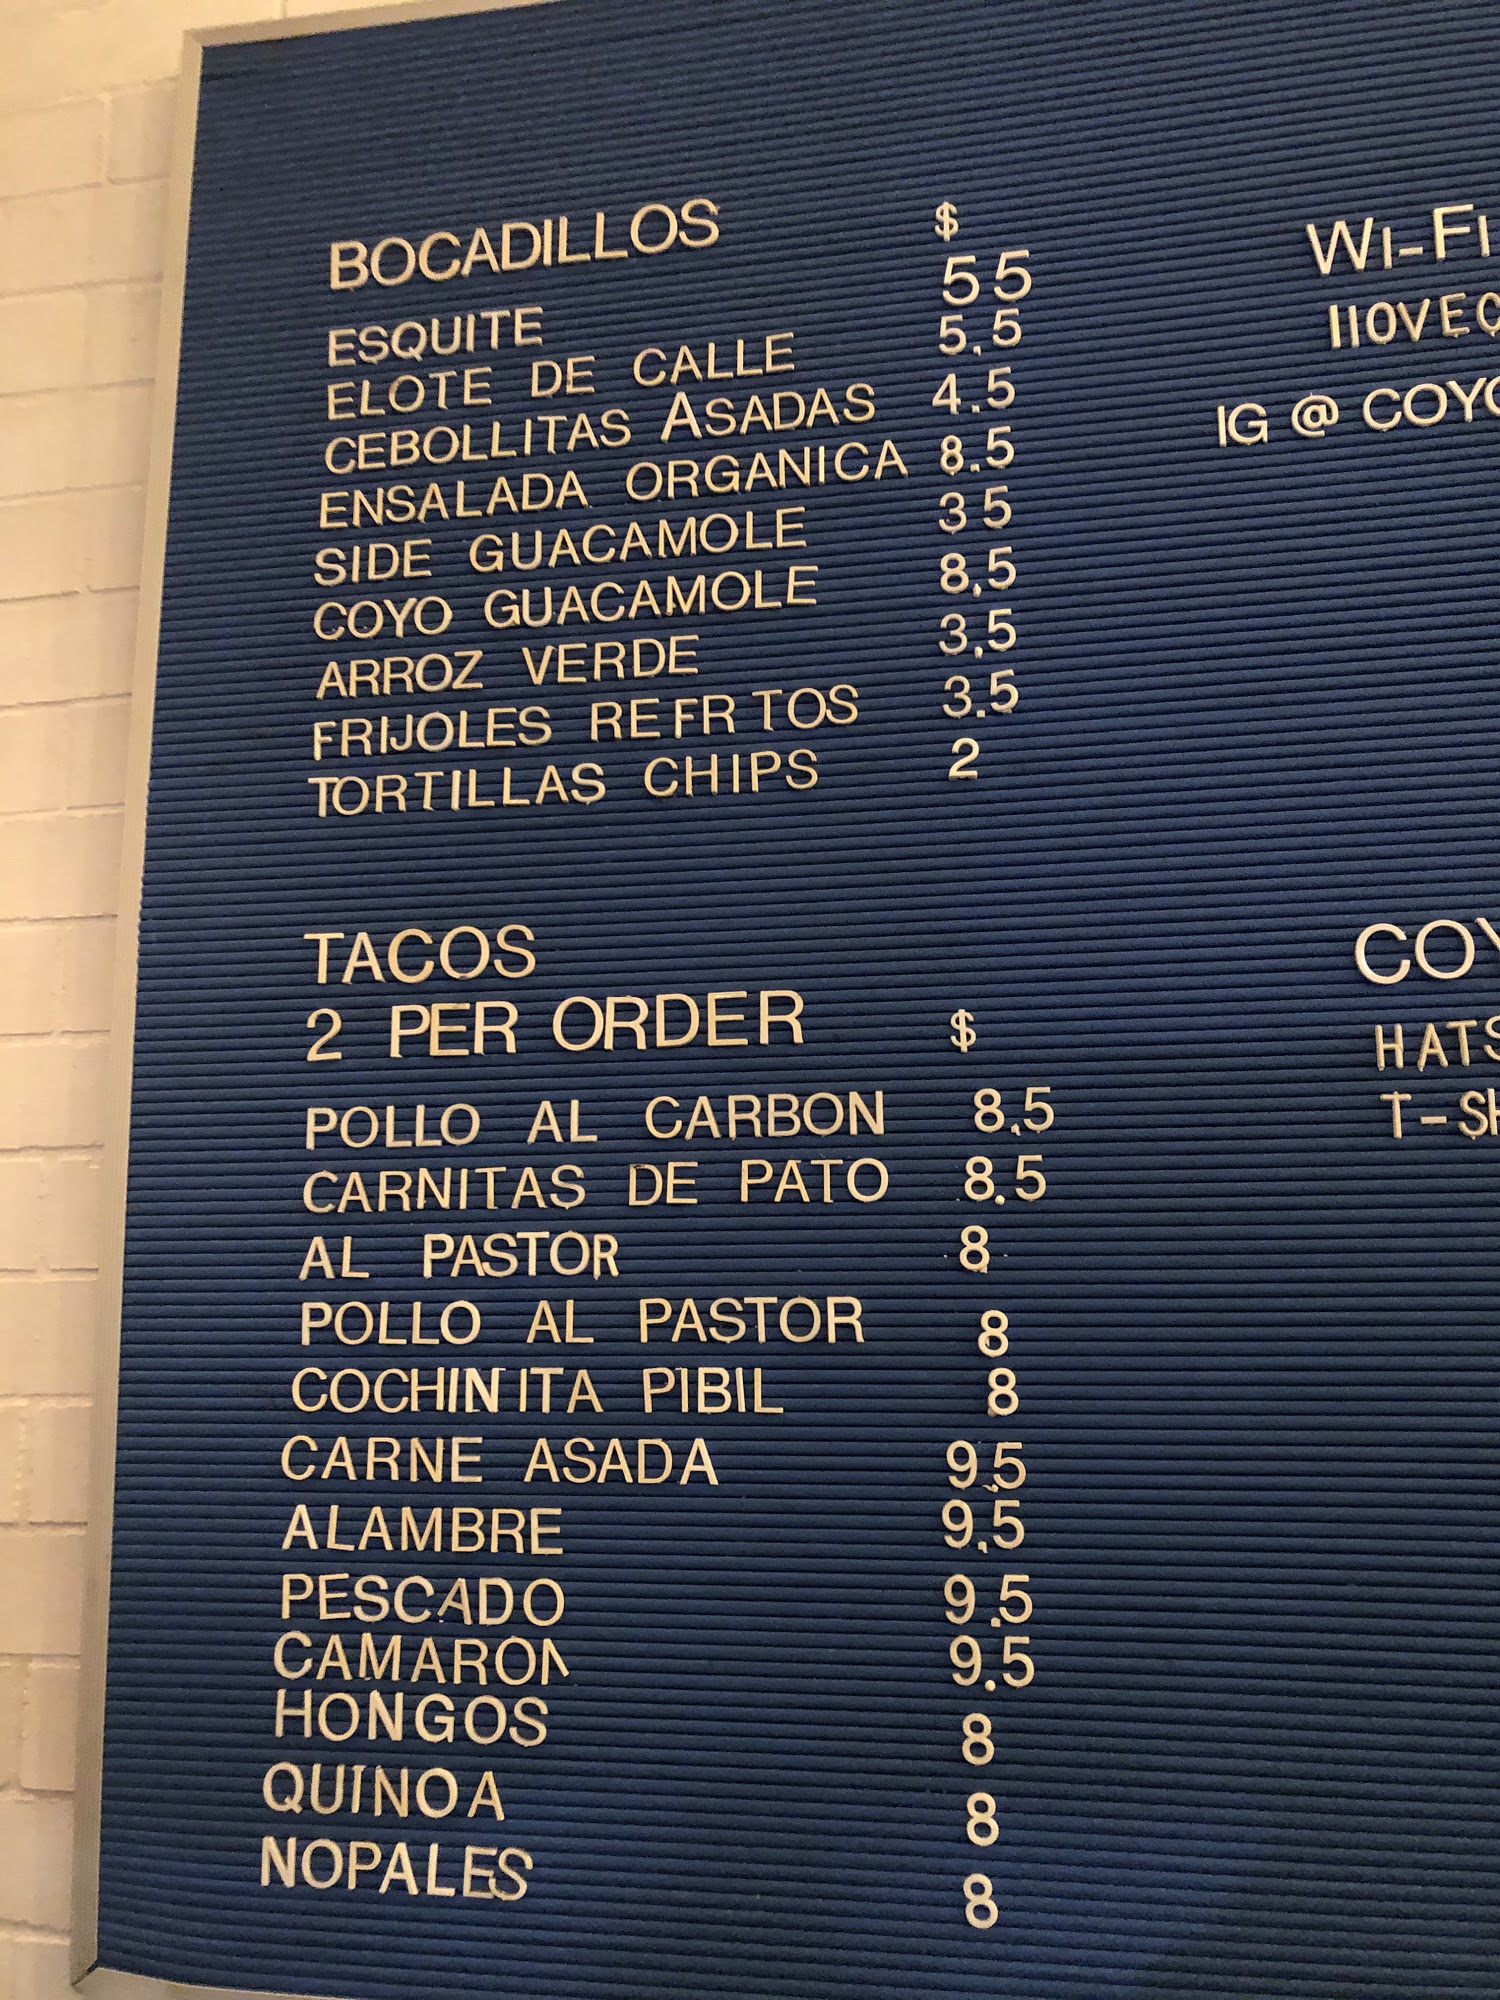 BOCADILLOS $
ESQUITE 55
ELOTE DE CALLE 5.5
CEBOLLITAS ASADAS 4.5
ENSALADA ORGANICA 8.5
SIDE GUACAMOLE 35
COYO GUACAMOLE 8.5
ARROZ VERDE 3.5
FRIJOLES REFR TOS 3.5
TORTILLAS CHIPS 2
TACOS
2 PER ORDER $
POLLO AL CARBON 8.5
CARNITAS DE PATO 8.5
AL PASTOR 8
POLLO AL PASTOR 8
COCHINITA PIBIL 8
CARNE ASADA 9.5
ALAMBRE 9.5
PESCADO 9.5
CAMARON 9.5
HONGOS 8
QUINOA 8
NOPALES 8
WI-FI
IG @
HATS